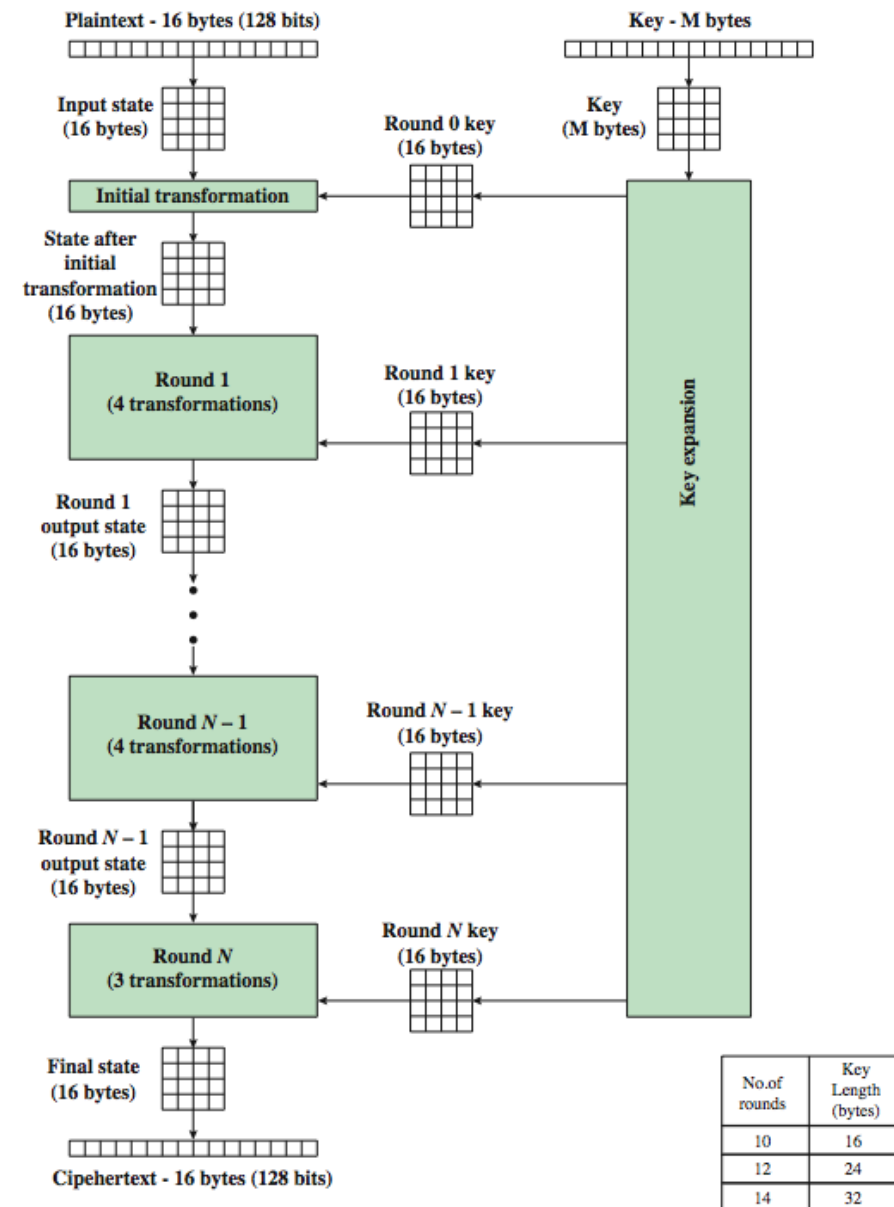 Plaintext - 16 bytes (128 bits)
Key - M bytes
Input state
(16 bytes)
Key
(M bytes)
Round 0 key
(16 bytes)
Initial transformation
State after
initial
transformation
(16 bytes)
Round 1
(4 transformations)
Round 1 key
(16 bytes)
Key expansion
Round 1
output state
(16 bytes)
Round N – 1
(4 transformations)
Round N – 1 key
(16 bytes)
Round N – 1
output state
(16 bytes)
Round N
(3 transformations)
Round N key
(16 bytes)
Final state
(16 bytes)
Cipehertext - 16 bytes (128 bits)
No.of
rounds
Key
Length
(bytes)
10 16
12 24
14 32